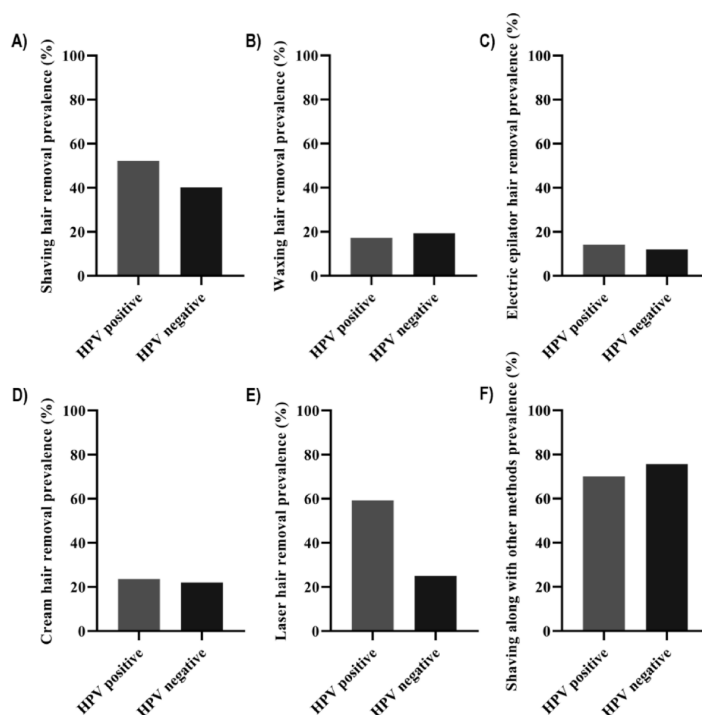 A)
Shaving hair removal prevalence (%)
100
80
60
40
20
0
HPV positive
HPV negative
B)
Waxing hair removal prevalence (%)
100
80
60
40
20
0
HPV positive
HPV negative
C)
Electric epilator hair removal prevalence (%)
100
80
60
40
20
0
HPV positive
HPV negative
D)
Cream hair removal prevalence (%)
100
80
60
40
20
0
HPV positive
HPV negative
E)
Laser hair removal prevalence (%)
100
80
60
40
20
0
HPV positive
HPV negative
F)
Shaving along with other methods prevalence (%)
100
80
60
40
20
0
HPV positive
HPV negative